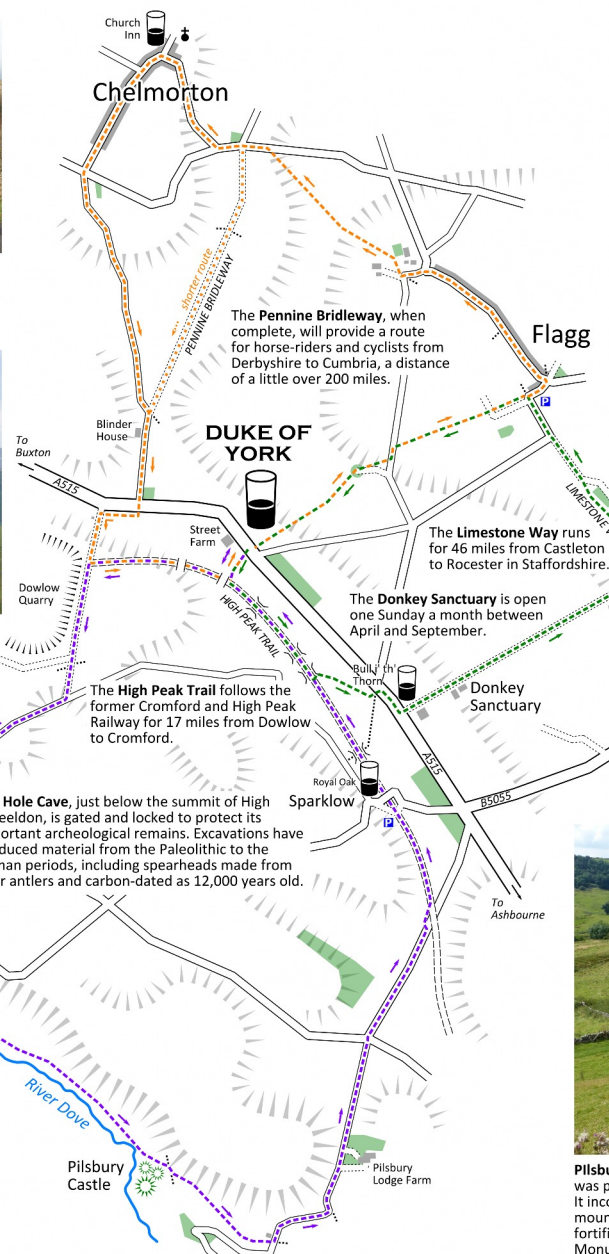 Church
Inn
Chelmorton
shorter route
PENNINE BRIDLEWAY
The Pennine Bridleway, when
complete, will provide a route
for horse-riders and cyclists from
Derbyshire to Cumbria, a distance
of a little over 200 miles.
Flagg
P
Blinder
House
DUKE OF
YORK
To
Buxton
A515
LIMESTONE
Street
Farm
The Limestone Way runs
for 46 miles from Castleton
to Rocester in Staffordshire.
Dowlow
Quarry
HIGH PEAK TRAIL
The Donkey Sanctuary is open
one Sunday a month between
April and September.
Bull i' th'
Thorn
Donkey
Sanctuary
The High Peak Trail follows the
former Cromford and High Peak
Railway for 17 miles from Dowlow
to Cromford.
A515
Royal Oak
Sparklow
B5055
P
Hole Cave, just below the summit of High
eeldon, is gated and locked to protect its
portant archeological remains. Excavations have
duced material from the Paleolithic to the
man periods, including spearheads made from
r antlers and carbon-dated as 12,000 years old.
To
Ashbourne
River Dove
Pilsbury
Castle
Pilsbury
Lodge Farm
PIlsbu
was p
It inco
moun
fortifi
Monu